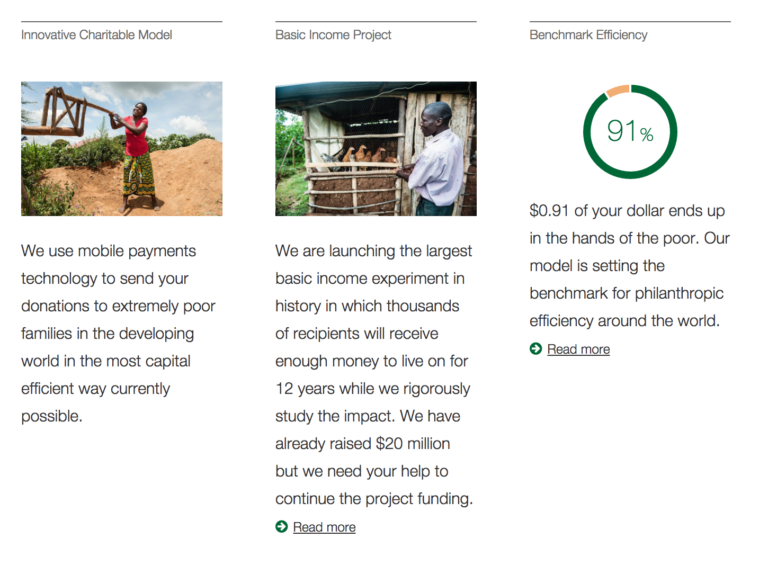 Innovative Charitable Model
We use mobile payments
technology to send your
donations to extremely poor
families in the developing
world in the most capital
efficient way currently
possible.
Basic Income Project
We are launching the largest
basic income experiment in
history in which thousands
of recipients will receive
enough money to live on for
12 years while we rigorously
study the impact. We have
already raised $20 million
but we need your help to
continue the project funding.
Read more
Benchmark Efficiency
91%
$0.91 of your dollar ends up
in the hands of the poor. Our
model is setting the
benchmark for philanthropic
efficiency around the world.
Read more